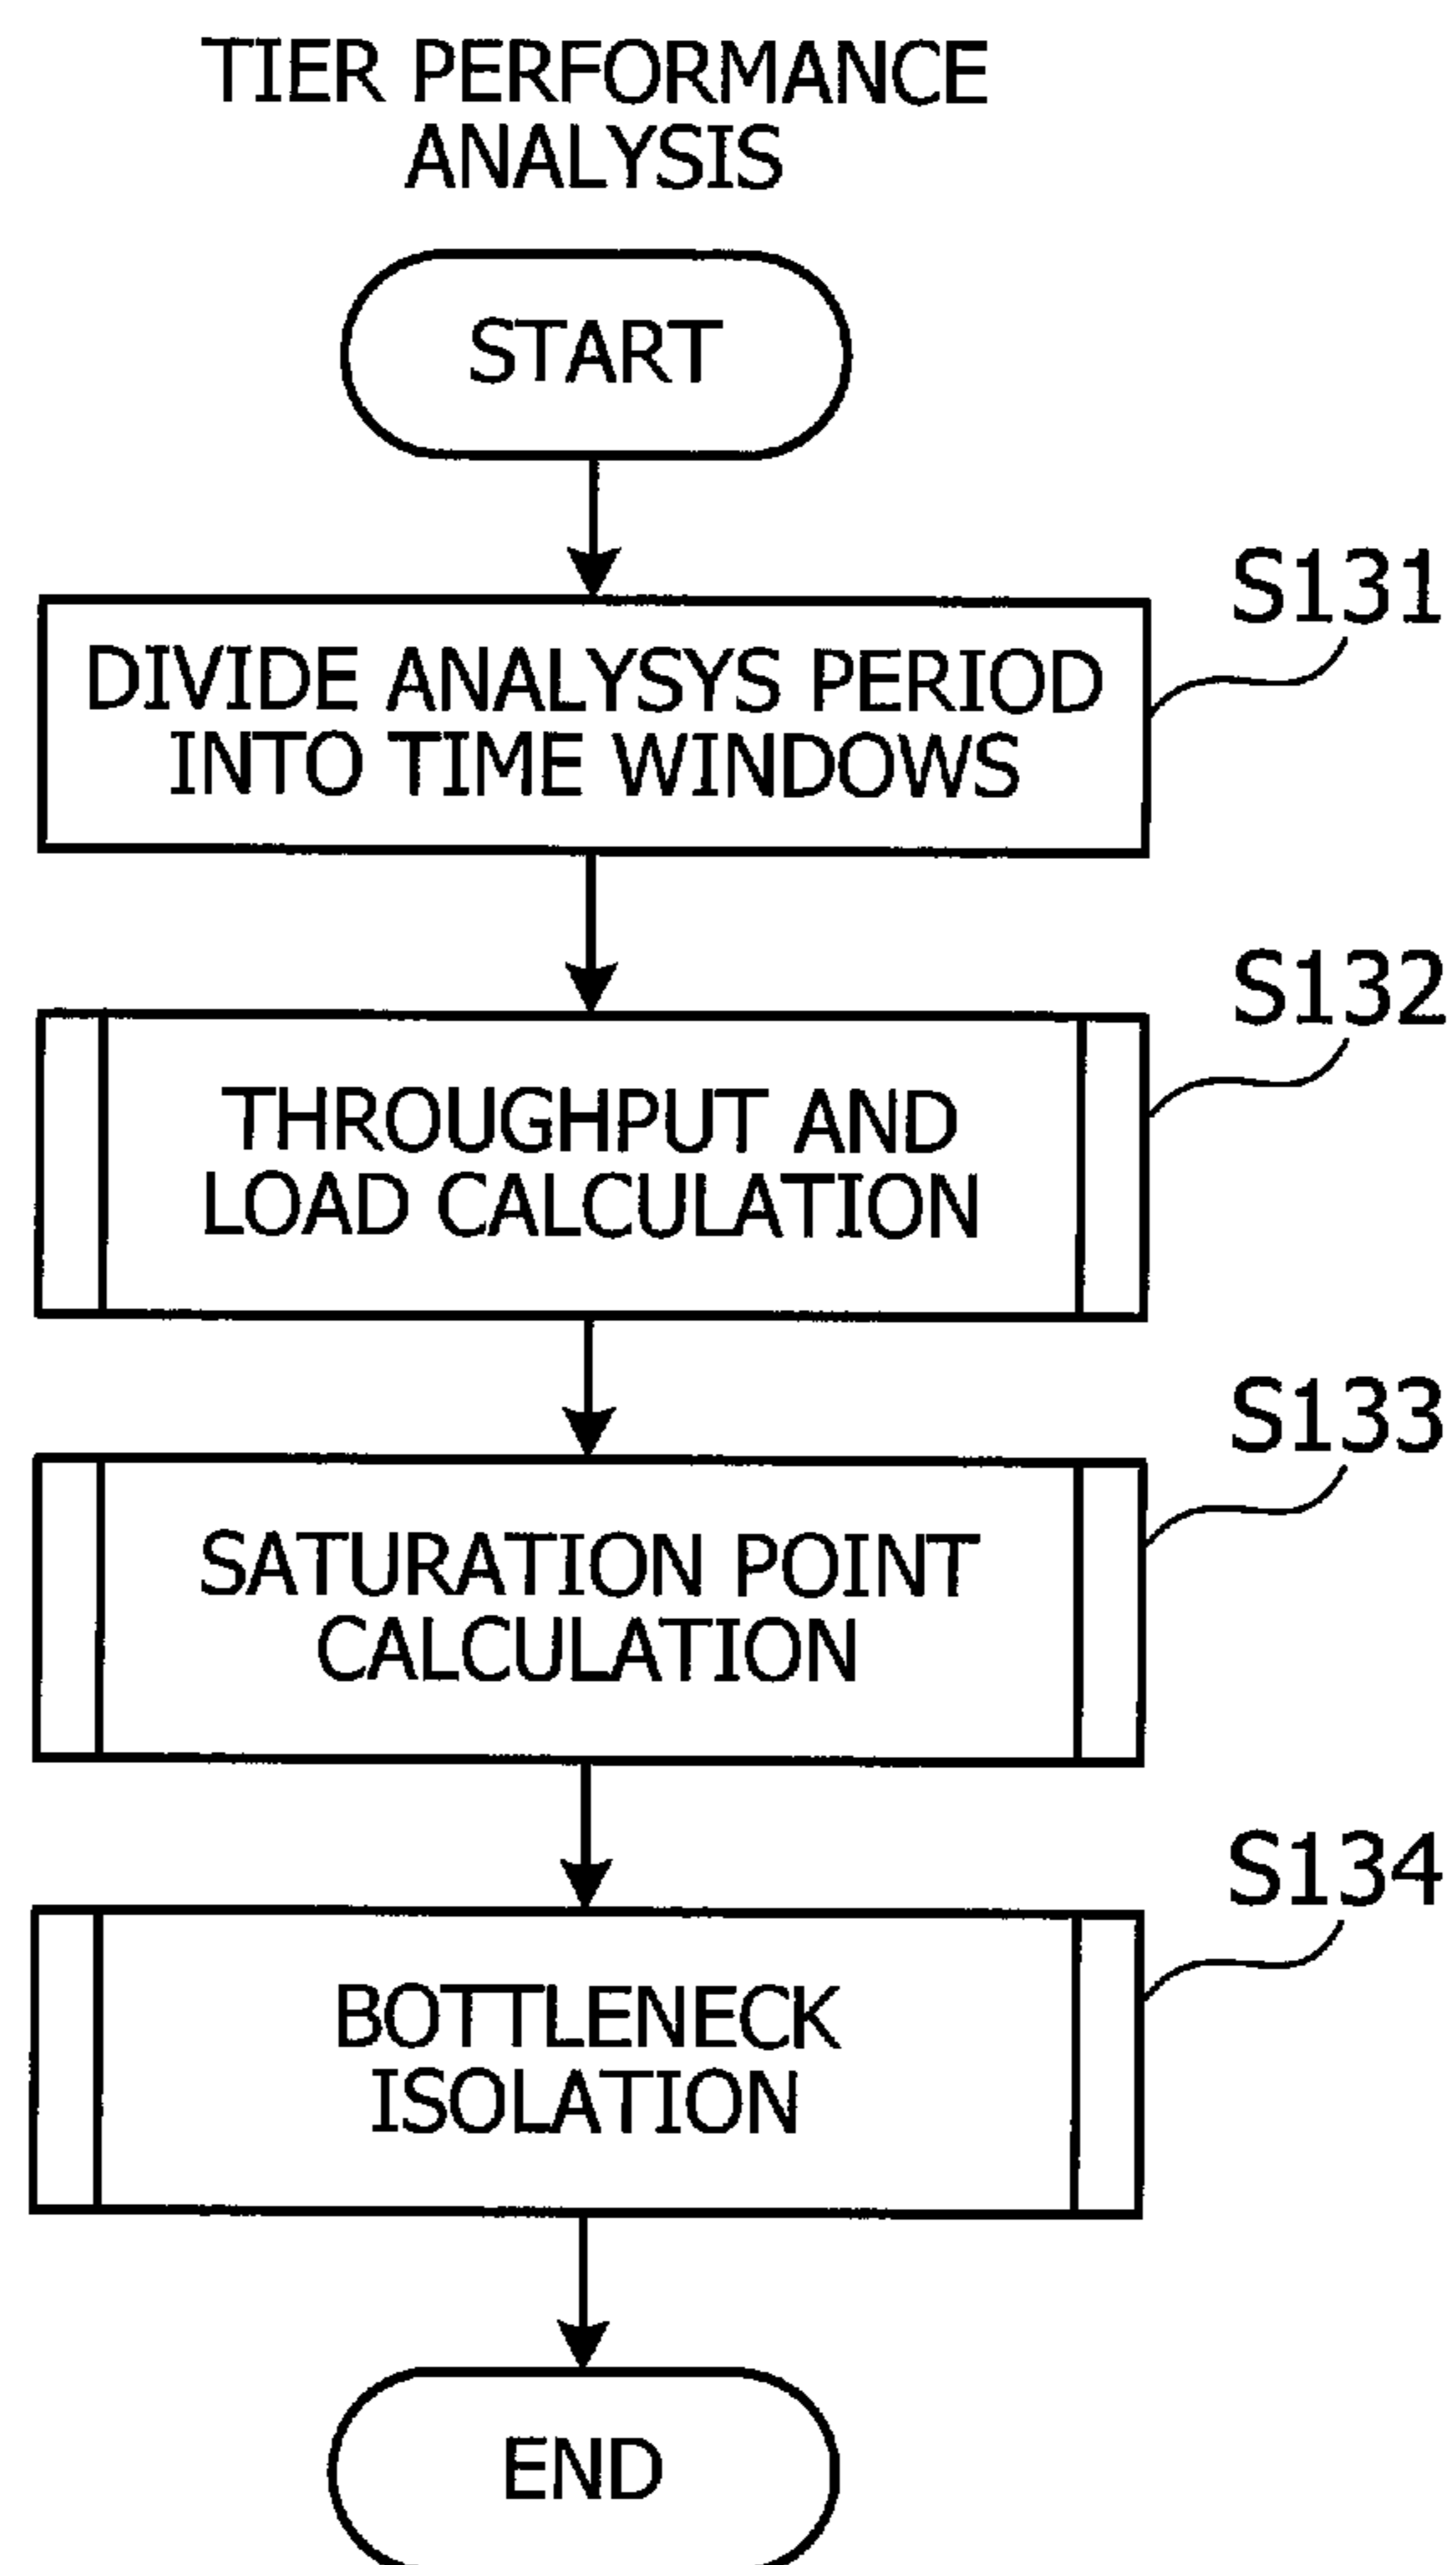 TIER PERFORMANCE
ANALYSIS
START
S131
DIVIDE ANALYSYS PERIOD
INTO TIME WINDOWS
S132
THROUGHPUT AND
LOAD CALCULATION
S133
SATURATION POINT
CALCULATION
S134
BOTTLENECK
ISOLATION
END